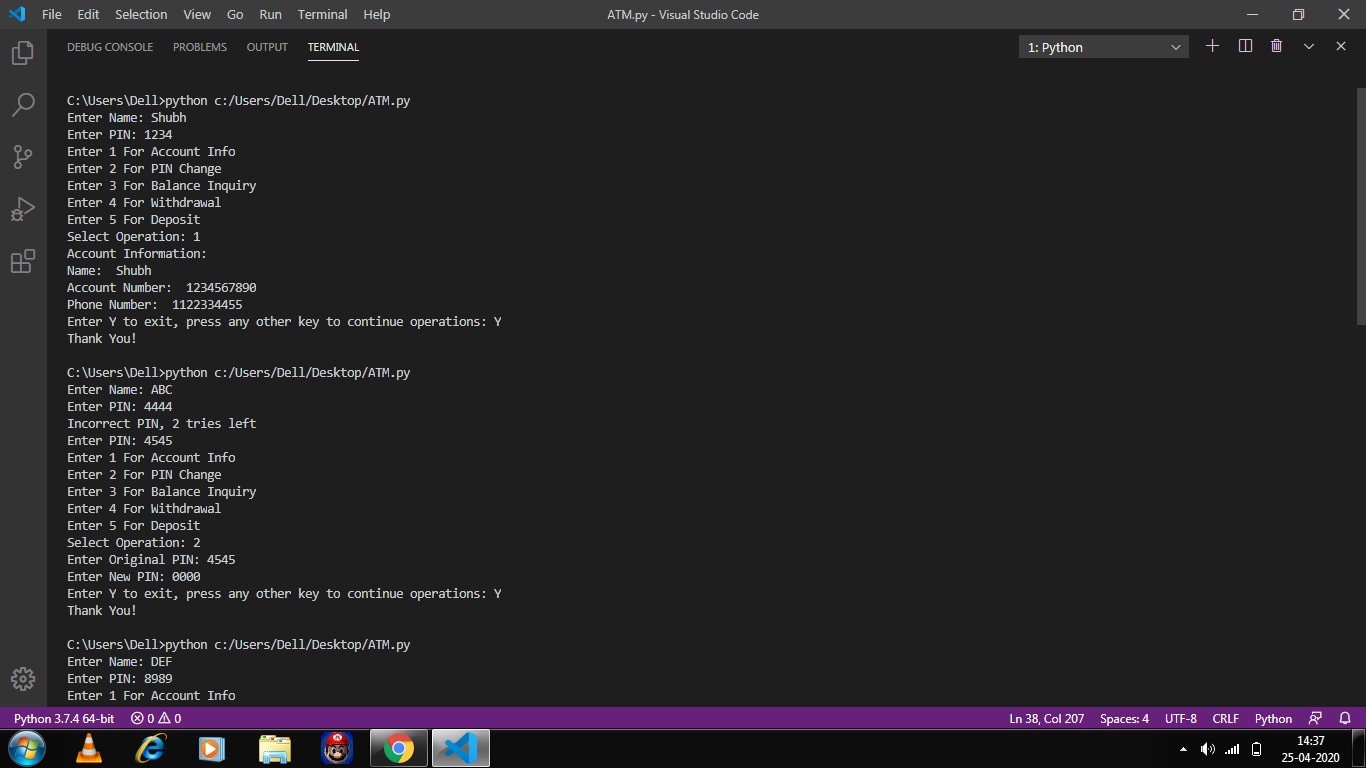 File Edit Selection View Go Run Terminal Help
ATM.py - Visual Studio Code
DEBUG CONSOLE PROBLEMS OUTPUT TERMINAL
1: Python
C:\Users\Dell>python c:/Users/Dell/Desktop/ATM.py
Enter Name: Shubh
Enter PIN: 1234
Enter 1 For Account Info
Enter 2 For PIN Change
Enter 3 For Balance Inquiry
Enter 4 For Withdrawal
Enter 5 For Deposit
Select Operation: 1
Account Information:
Name:  Shubh
Account Number:  1234567890
Phone Number:  1122334455
Enter Y to exit, press any other key to continue operations: Y
Thank You!
C:\Users\Dell>python c:/Users/Dell/Desktop/ATM.py
Enter Name: ABC
Enter PIN: 4444
Incorrect PIN, 2 tries left
Enter PIN: 4545
Enter 1 For Account Info
Enter 2 For PIN Change
Enter 3 For Balance Inquiry
Enter 4 For Withdrawal
Enter 5 For Deposit
Select Operation: 2
Enter Original PIN: 4545
Enter New PIN: 0000
Enter Y to exit, press any other key to continue operations: Y
Thank You!
C:\Users\Dell>python c:/Users/Dell/Desktop/ATM.py
Enter Name: DEF
Enter PIN: 8989
Enter 1 For Account Info
Python 3.7.4 64-bit 0 0 Ln 38, Col 207 Spaces: 4 UTF-8 CRLF Python
14:37
25-04-2020